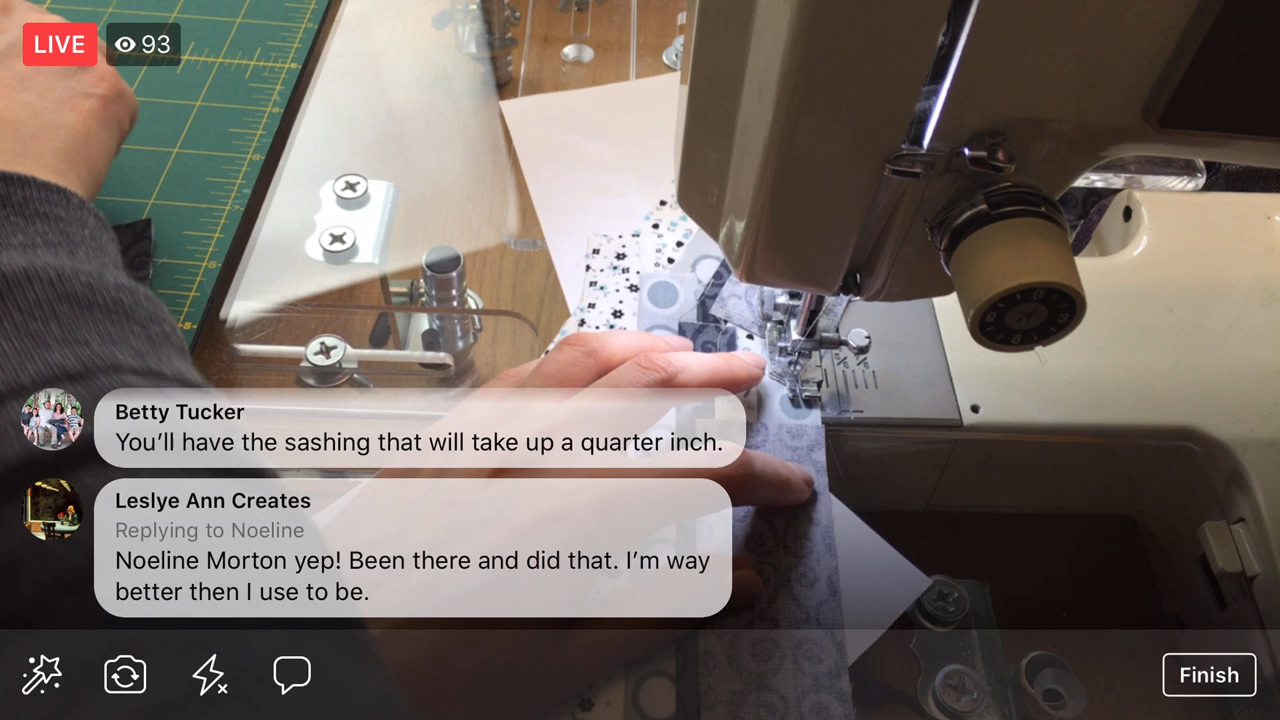 LIVE 93
Betty Tucker
You’ll have the sashing that will take up a quarter inch.
Leslye Ann Creates
Replying to Noeline
Noeline Morton yep! Been there and did that. I’m way
better then I use to be.
Finish